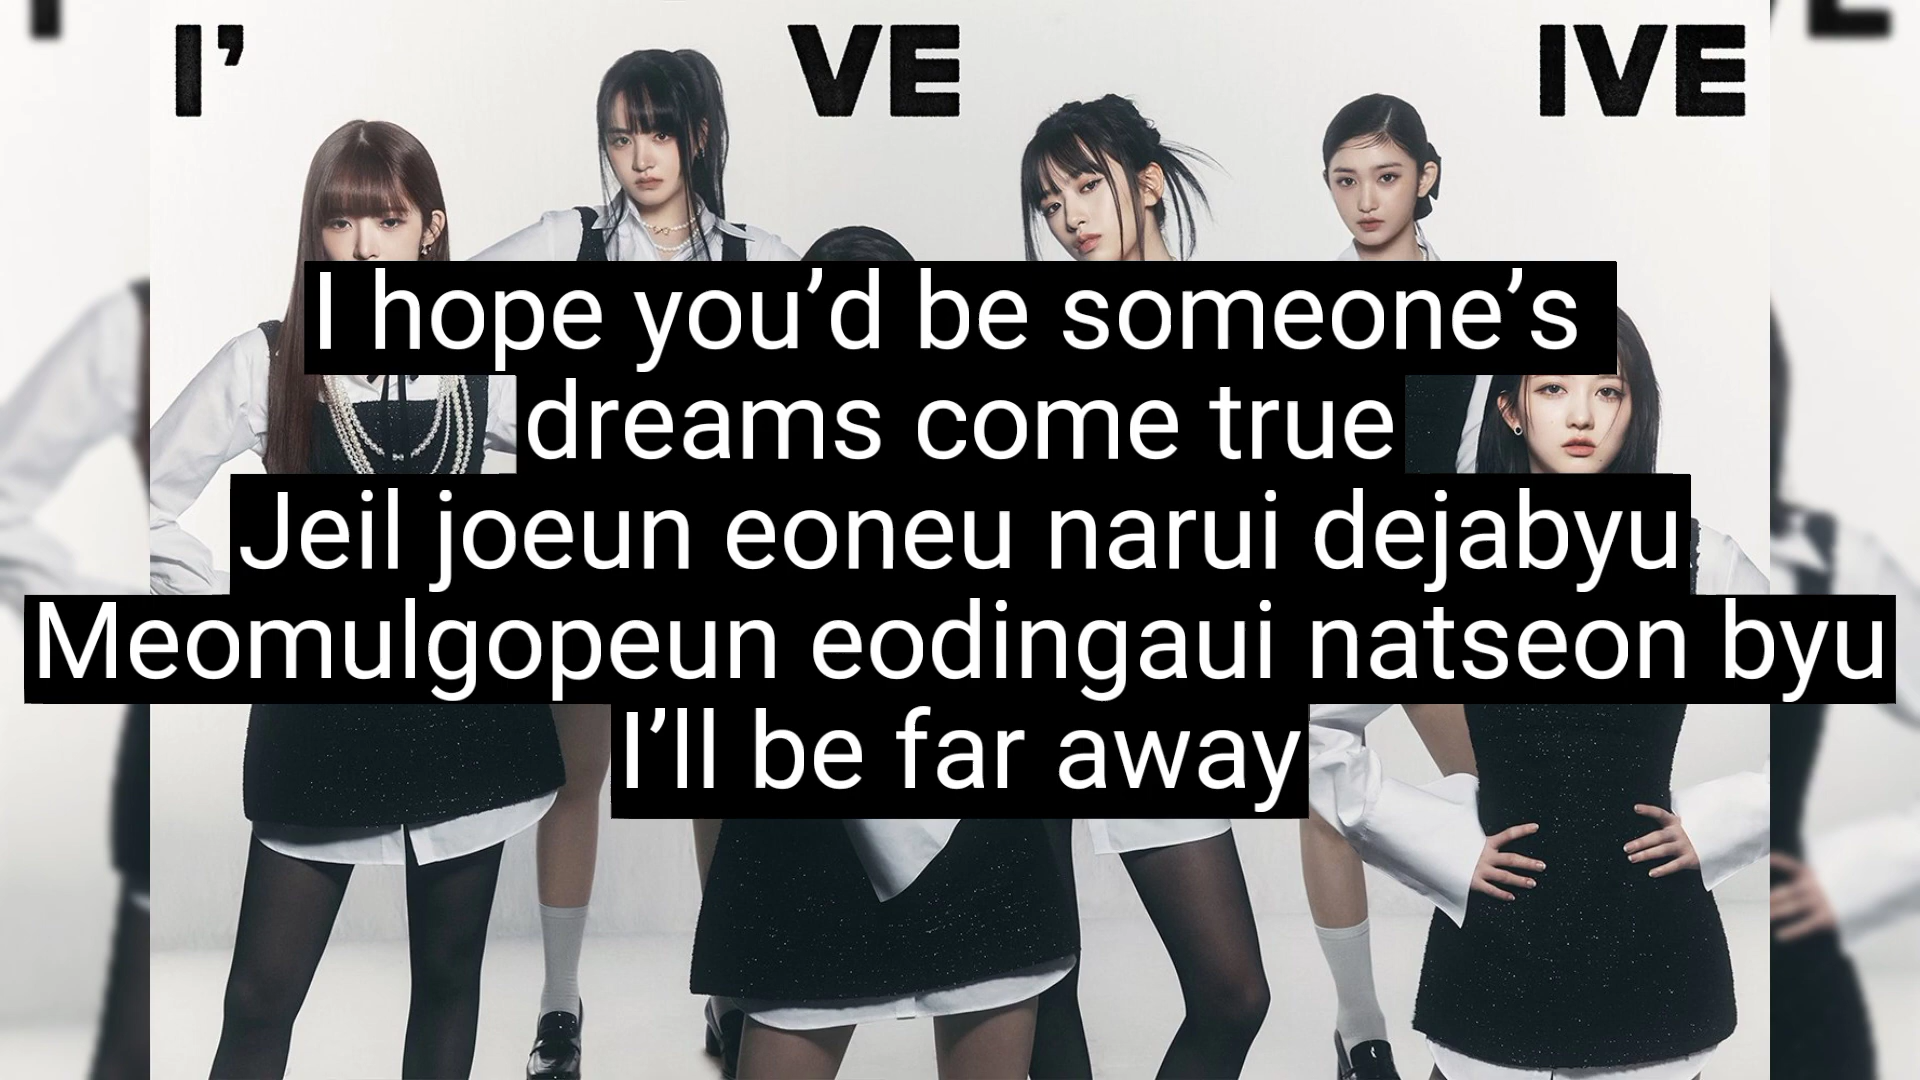 I’ VE IVE
I hope you’d be someone’s
dreams come true
Jeil joeun eoneu narui dejabyu
Meomulgopeun eodingaui natseon byu
I’ll be far away